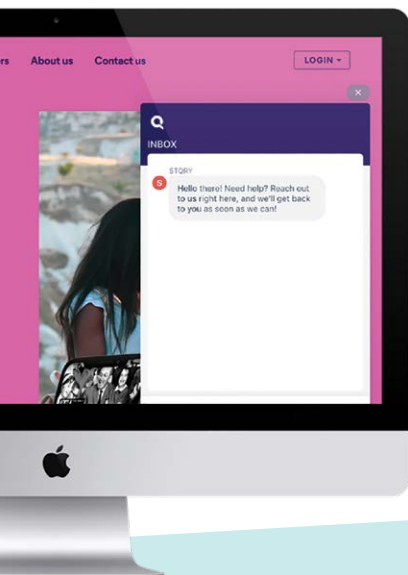 About us Contact us LOGIN
INBOX
STORY
S
Hello there! Need help? Reach out
to us right here, and we'll get back
to you as soon as we can!